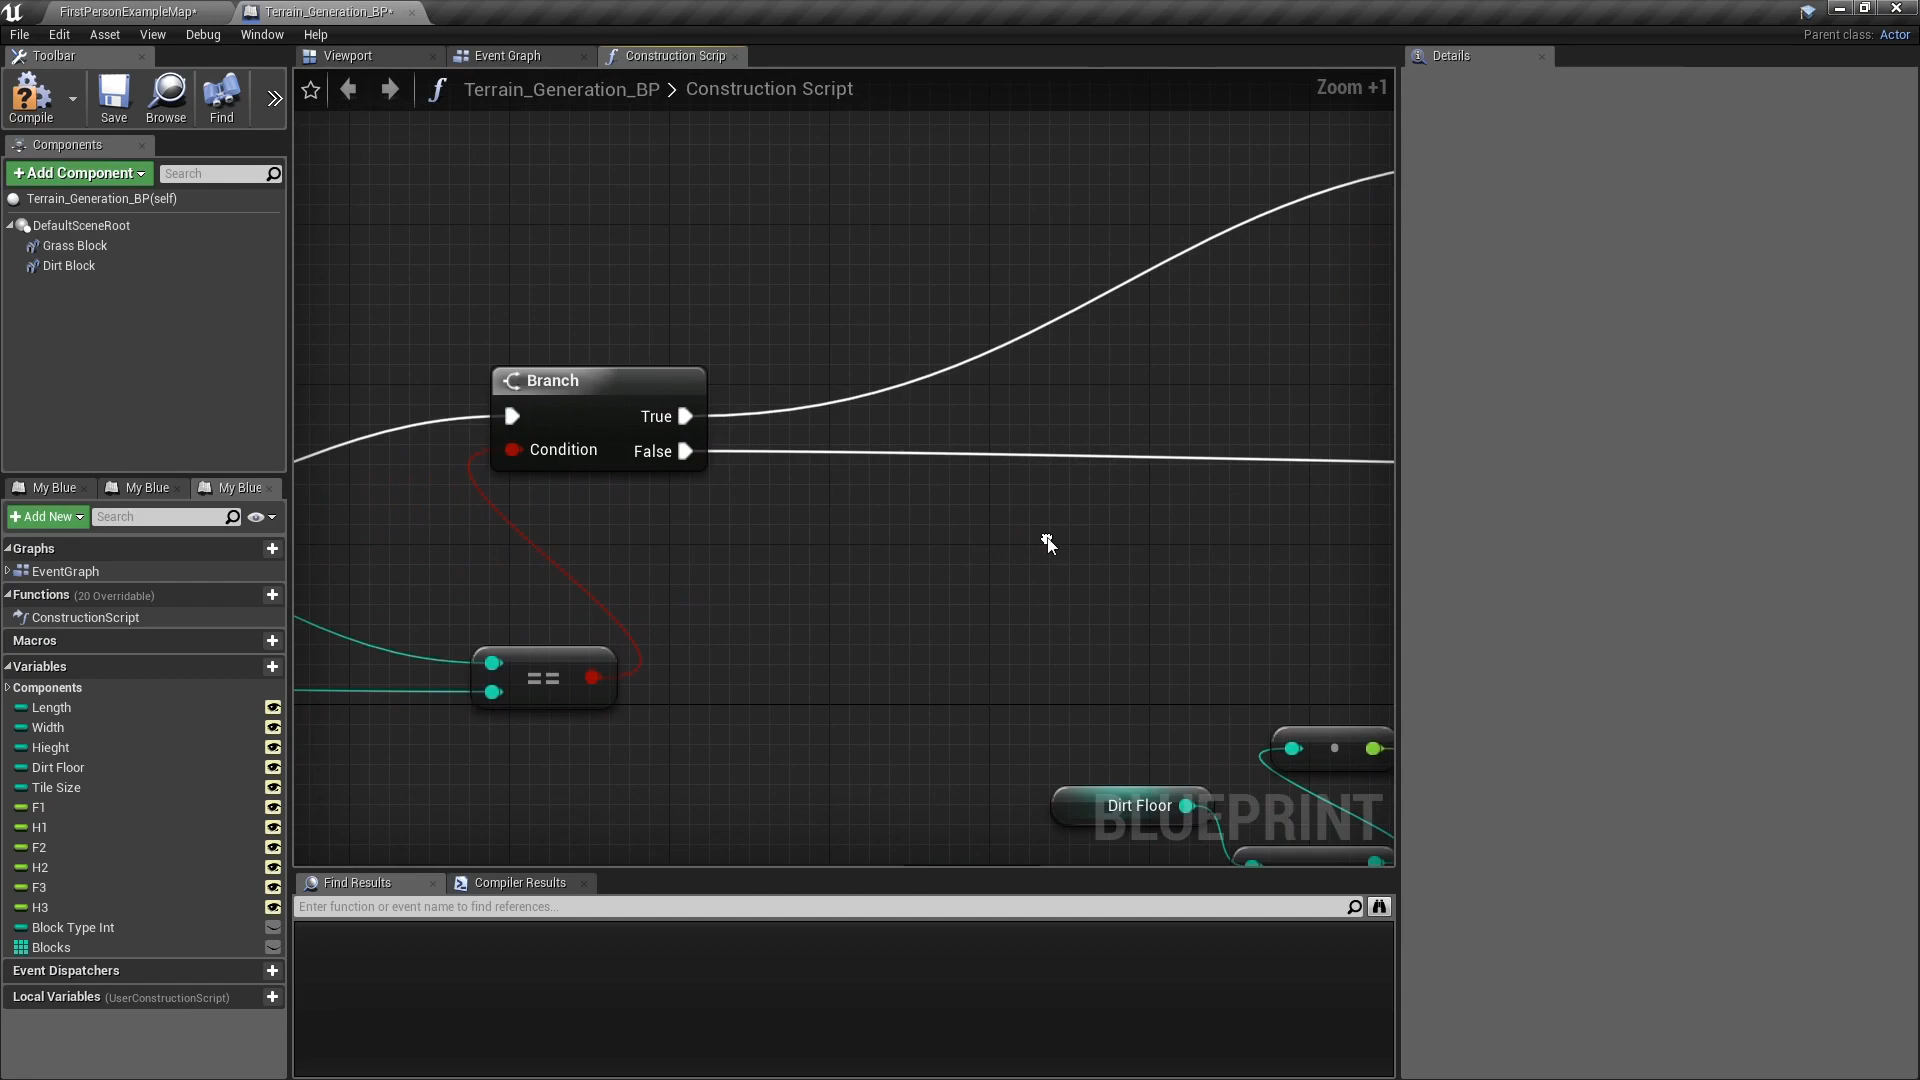 FirstPersonExampleMap*
Terrain_Generation_BP*
File Edit Asset View Debug Window Help
Parent class: Actor
Toolbar
Viewport
Event Graph
Construction Scrip
Details
Compile
Save
Browse
Find
Terrain_Generation_BP > Construction Script
Zoom +1
Components
+ Add Component
Search
Terrain_Generation_BP(self)
DefaultSceneRoot
Grass Block
Dirt Block
Branch
True
Condition
False
==
Dirt Floor
BLUEPRINT
My Blue
My Blue
My Blue
+ Add New
Search
Graphs
EventGraph
Functions (20 Overridable)
ConstructionScript
Macros
Variables
Components
Length
Width
Hieght
Dirt Floor
Tile Size
F1
H1
F2
H2
F3
H3
Block Type Int
Blocks
Event Dispatchers
Local Variables (UserConstructionScript)
Find Results
Compiler Results
Enter function or event name to find references...